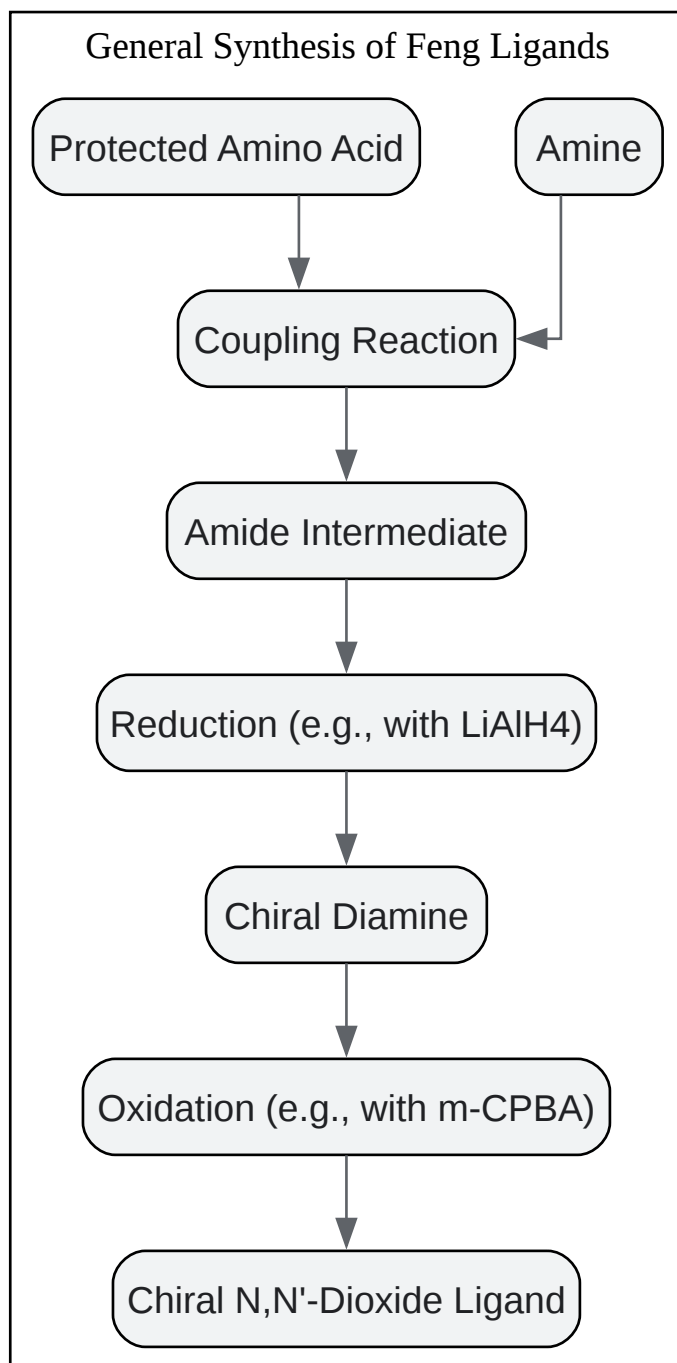 General Synthesis of Feng Ligands
Protected Amino Acid
Amine
Coupling Reaction
Amide Intermediate
Reduction (e.g., with LiAlH4)
Chiral Diamine
Oxidation (e.g., with m-CPBA)
Chiral N,N'-Dioxide Ligand